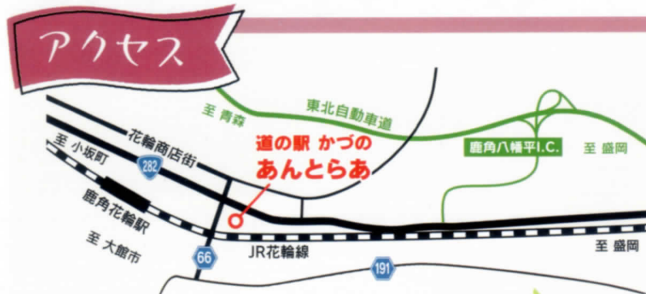 アクセス
至 青森
東北自動車道
花輪商店街
道の駅 かづの
あんとらあ
鹿角八幡平I.C.
至 盛岡
至 小坂町
282
鹿角花輪駅
至 大館市
66
JR花輪線
191
至 盛岡